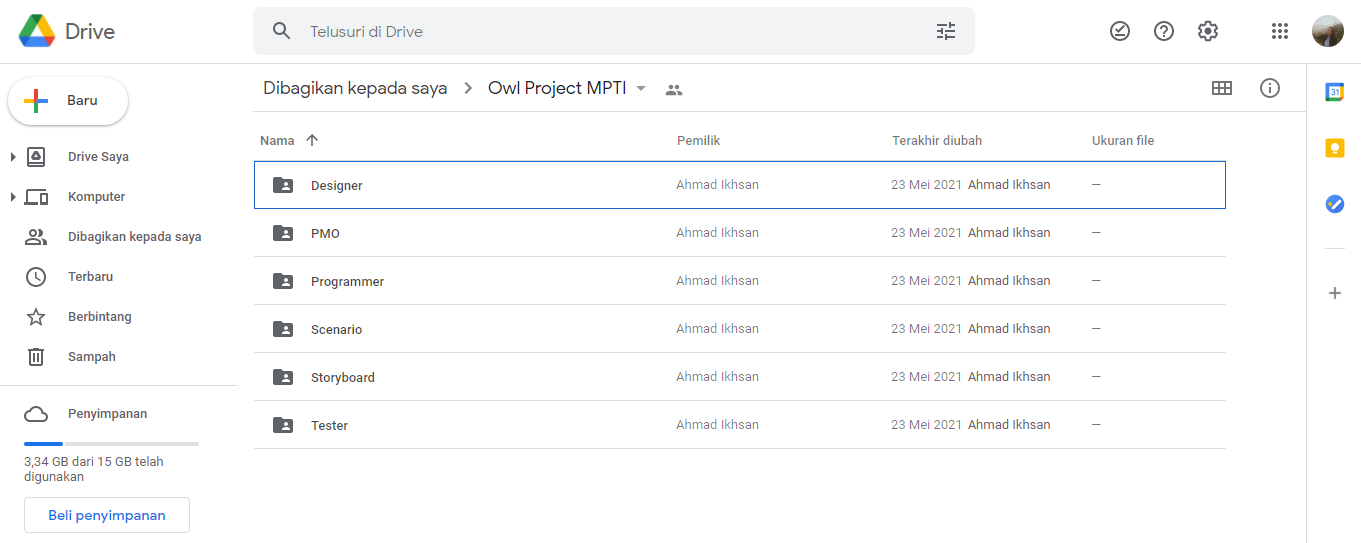 Drive
Telusuri di Drive
Baru
Dibagikan kepada saya > Owl Project MPTI
31
Nama Pemilik Terakhir diubah Ukuran file
Drive Saya
Komputer
Dibagikan kepada saya
Terbaru
Berbintang
Sampah
Penyimpanan
3,34 GB dari 15 GB telah
digunakan
Beli penyimpanan
Designer Ahmad Ikhsan 23 Mei 2021 Ahmad Ikhsan —
PMO Ahmad Ikhsan 23 Mei 2021 Ahmad Ikhsan —
Programmer Ahmad Ikhsan 23 Mei 2021 Ahmad Ikhsan —
Scenario Ahmad Ikhsan 23 Mei 2021 Ahmad Ikhsan —
Storyboard Ahmad Ikhsan 23 Mei 2021 Ahmad Ikhsan —
Tester Ahmad Ikhsan 23 Mei 2021 Ahmad Ikhsan —